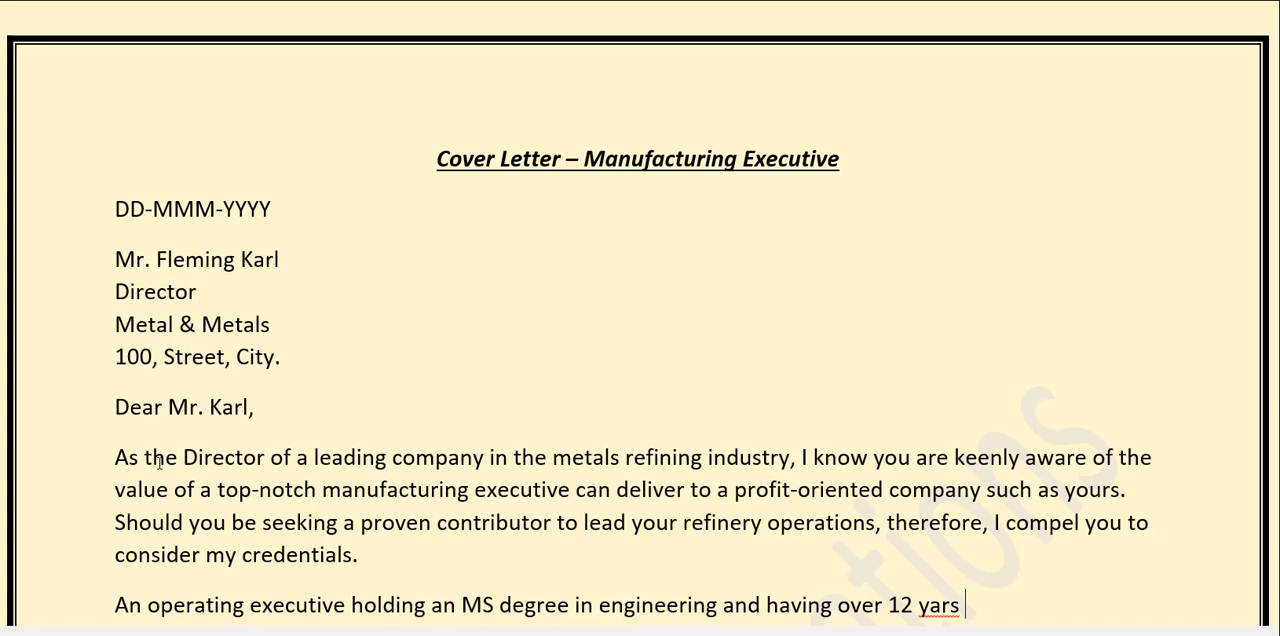 Cover Letter – Manufacturing Executive
DD-MMM-YYYY
Mr. Fleming Karl
Director
Metal & Metals
100, Street, City.
Dear Mr. Karl,
As the Director of a leading company in the metals refining industry, I know you are keenly aware of the
value of a top-notch manufacturing executive can deliver to a profit-oriented company such as yours.
Should you be seeking a proven contributor to lead your refinery operations, therefore, I compel you to
consider my credentials.
An operating executive holding an MS degree in engineering and having over 12 yars